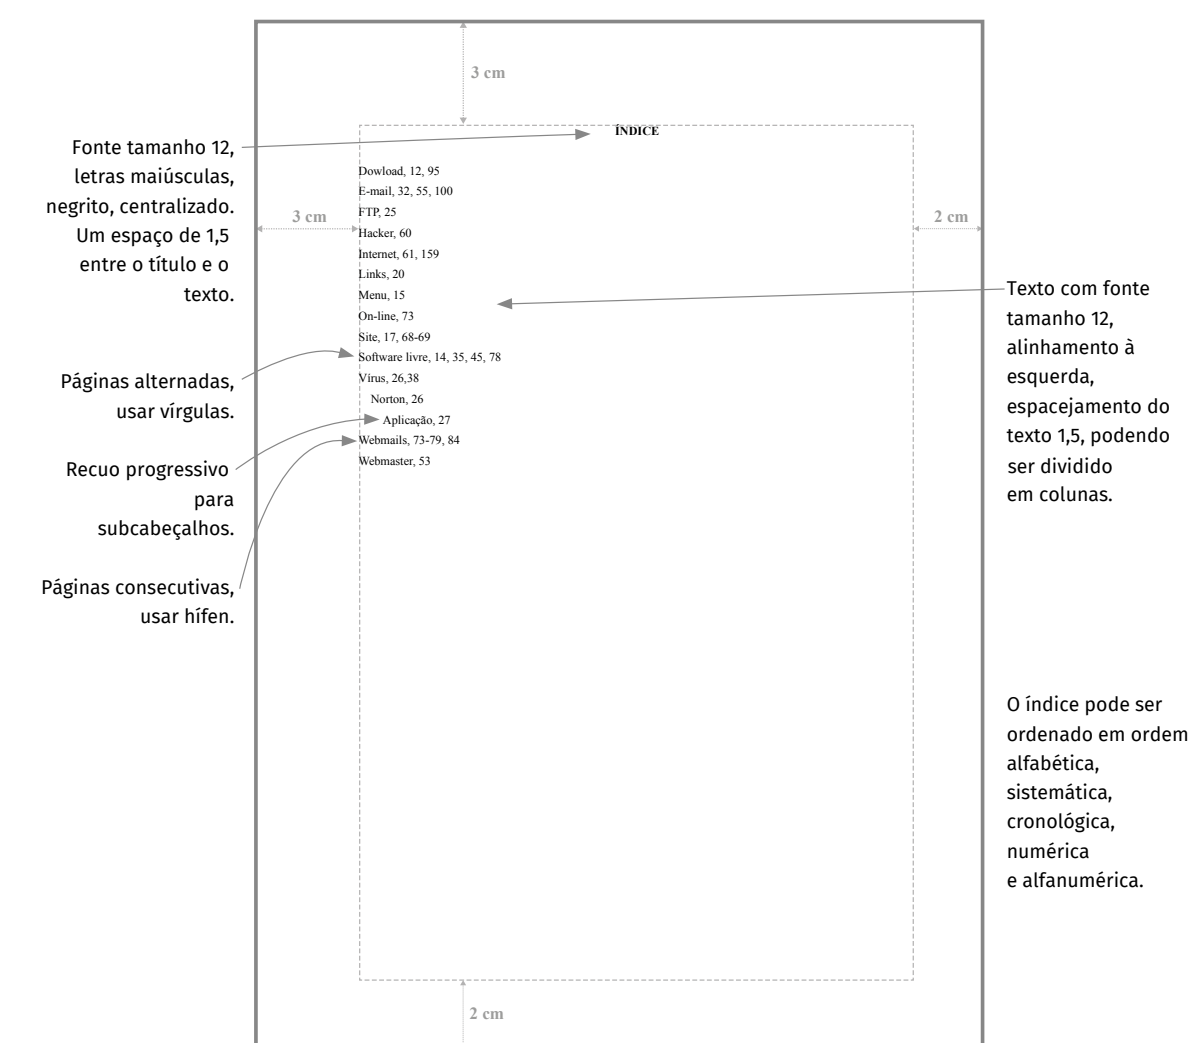 3 cm
ÍNDICE
Fonte tamanho 12,
letras maiúsculas,
negrito, centralizado.
Um espaço de 1,5
entre o título e o
texto.
3 cm
2 cm
Dowload, 12, 95
E-mail, 32, 55, 100
FTP, 25
Hacker, 60
Internet, 61, 159
Links, 20
Menu, 15
On-line, 73
Site, 17, 68-69
Software livre, 14, 35, 45, 78
Vírus, 26,38
Norton, 26
Aplicação, 27
Webmails, 73-79, 84
Webmaster, 53
Texto com fonte
tamanho 12,
alinhamento à
esquerda,
espacejamento do
texto 1,5, podendo
ser dividido
em colunas.
Páginas alternadas,
usar vírgulas.
Recuo progressivo
para
subcabeçalhos.
Páginas consecutivas,
usar hífen.
O índice pode ser
ordenado em ordem
alfabética,
sistemática,
cronológica,
numérica
e alfanumérica.
2 cm